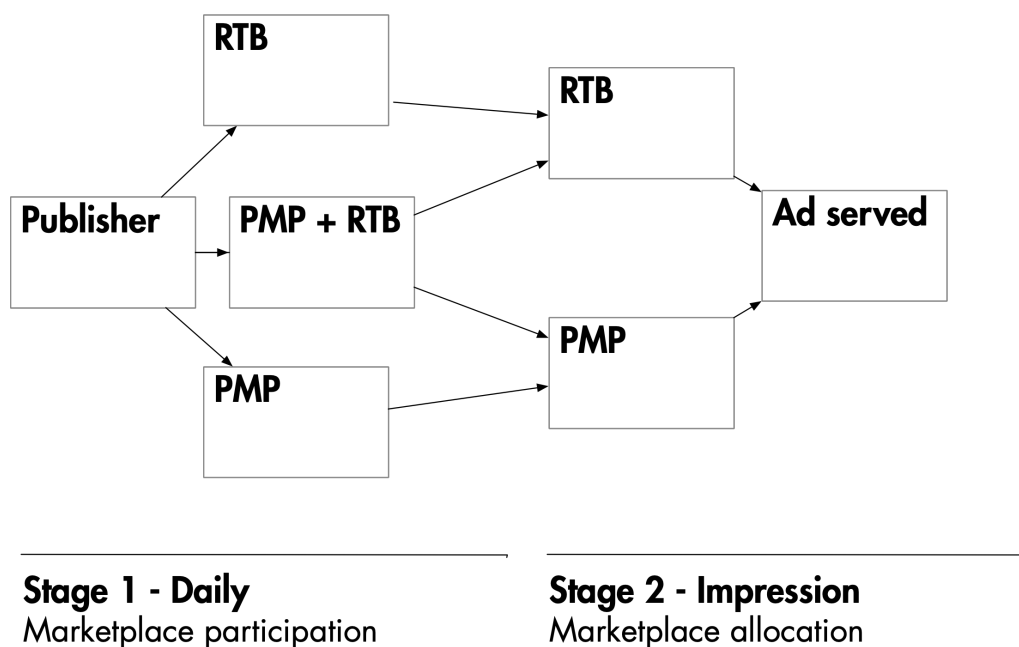 RTB
RTB
Publisher
PMP + RTB
Ad served
PMP
PMP
Stage 1 - Daily
Marketplace participation
Stage 2 - Impression
Marketplace allocation